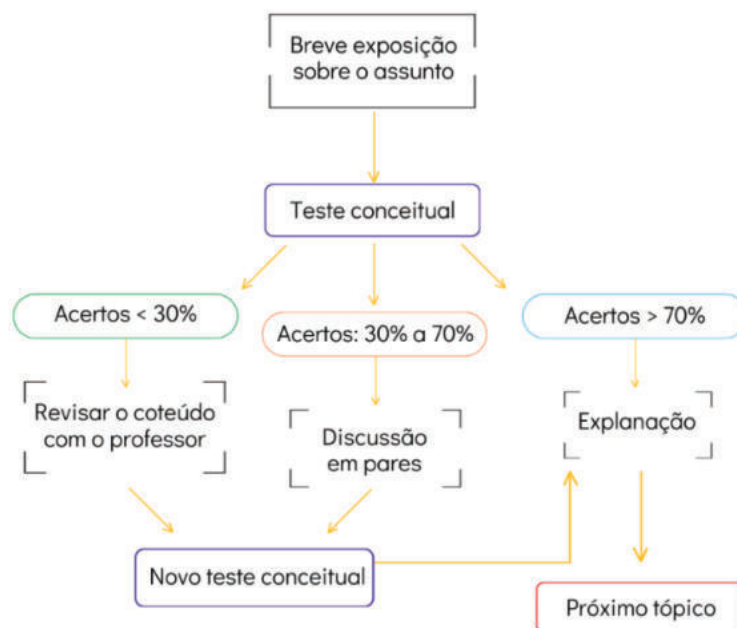 Breve exposição
sobre o assunto
Teste conceitual
Acertos < 30%
Acertos: 30% a 70%
Acertos > 70%
Revisar o coteúdo
com o professor
Discussão
em pares
Explanação
Novo teste conceitual
Próximo tópico